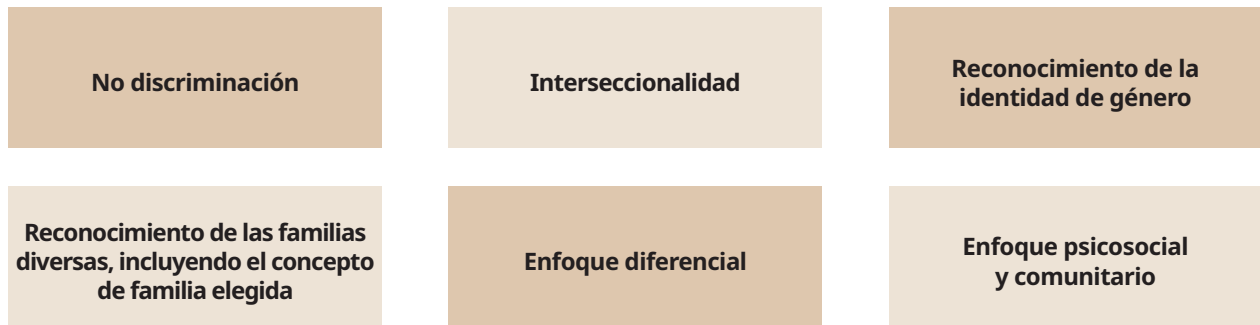 No discriminación
Interseccionalidad
Reconocimiento de la
identidad de género
Reconocimiento de las familias
diversas, incluyendo el concepto
de familia elegida
Enfoque diferencial
Enfoque psicosocial
y comunitario